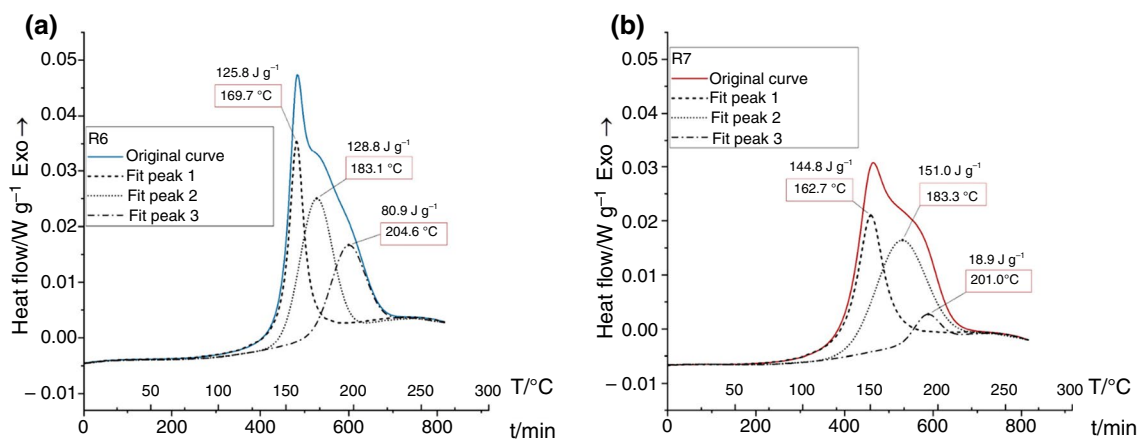 (a)
0.05
0.04
0.03
0.02
0.01
0.00
– 0.01
Heat flow/W g⁻¹ Exo →
R6
Original curve
Fit peak 1
Fit peak 2
Fit peak 3
125.8 J g⁻¹
169.7 °C
128.8 J g⁻¹
183.1 °C
80.9 J g⁻¹
204.6 °C
50 100 150 200 250 300 T/°C
0 200 400 600 800 t/min
(b)
0.05
0.04
0.03
0.02
0.01
0.00
– 0.01
Heat flow/W g⁻¹ Exo →
R7
Original curve
Fit peak 1
Fit peak 2
Fit peak 3
144.8 J g⁻¹
162.7 °C
151.0 J g⁻¹
183.3 °C
18.9 J g⁻¹
201.0°C
50 100 150 200 250 300 T/°C
0 200 400 600 800 t/min